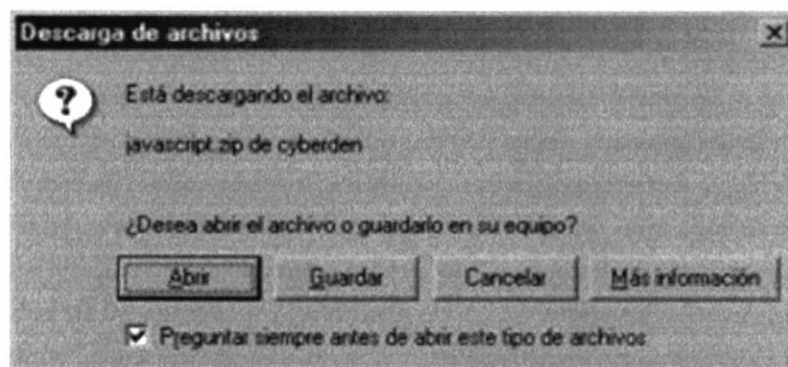 Descarga de archivos
Está descargando el archivo:
javascript.zip de cyberden
¿Desea abrir el archivo o guardarlo en su equipo?
Abrir Guardar Cancelar Más información
Preguntar siempre antes de abrir este tipo de archivos